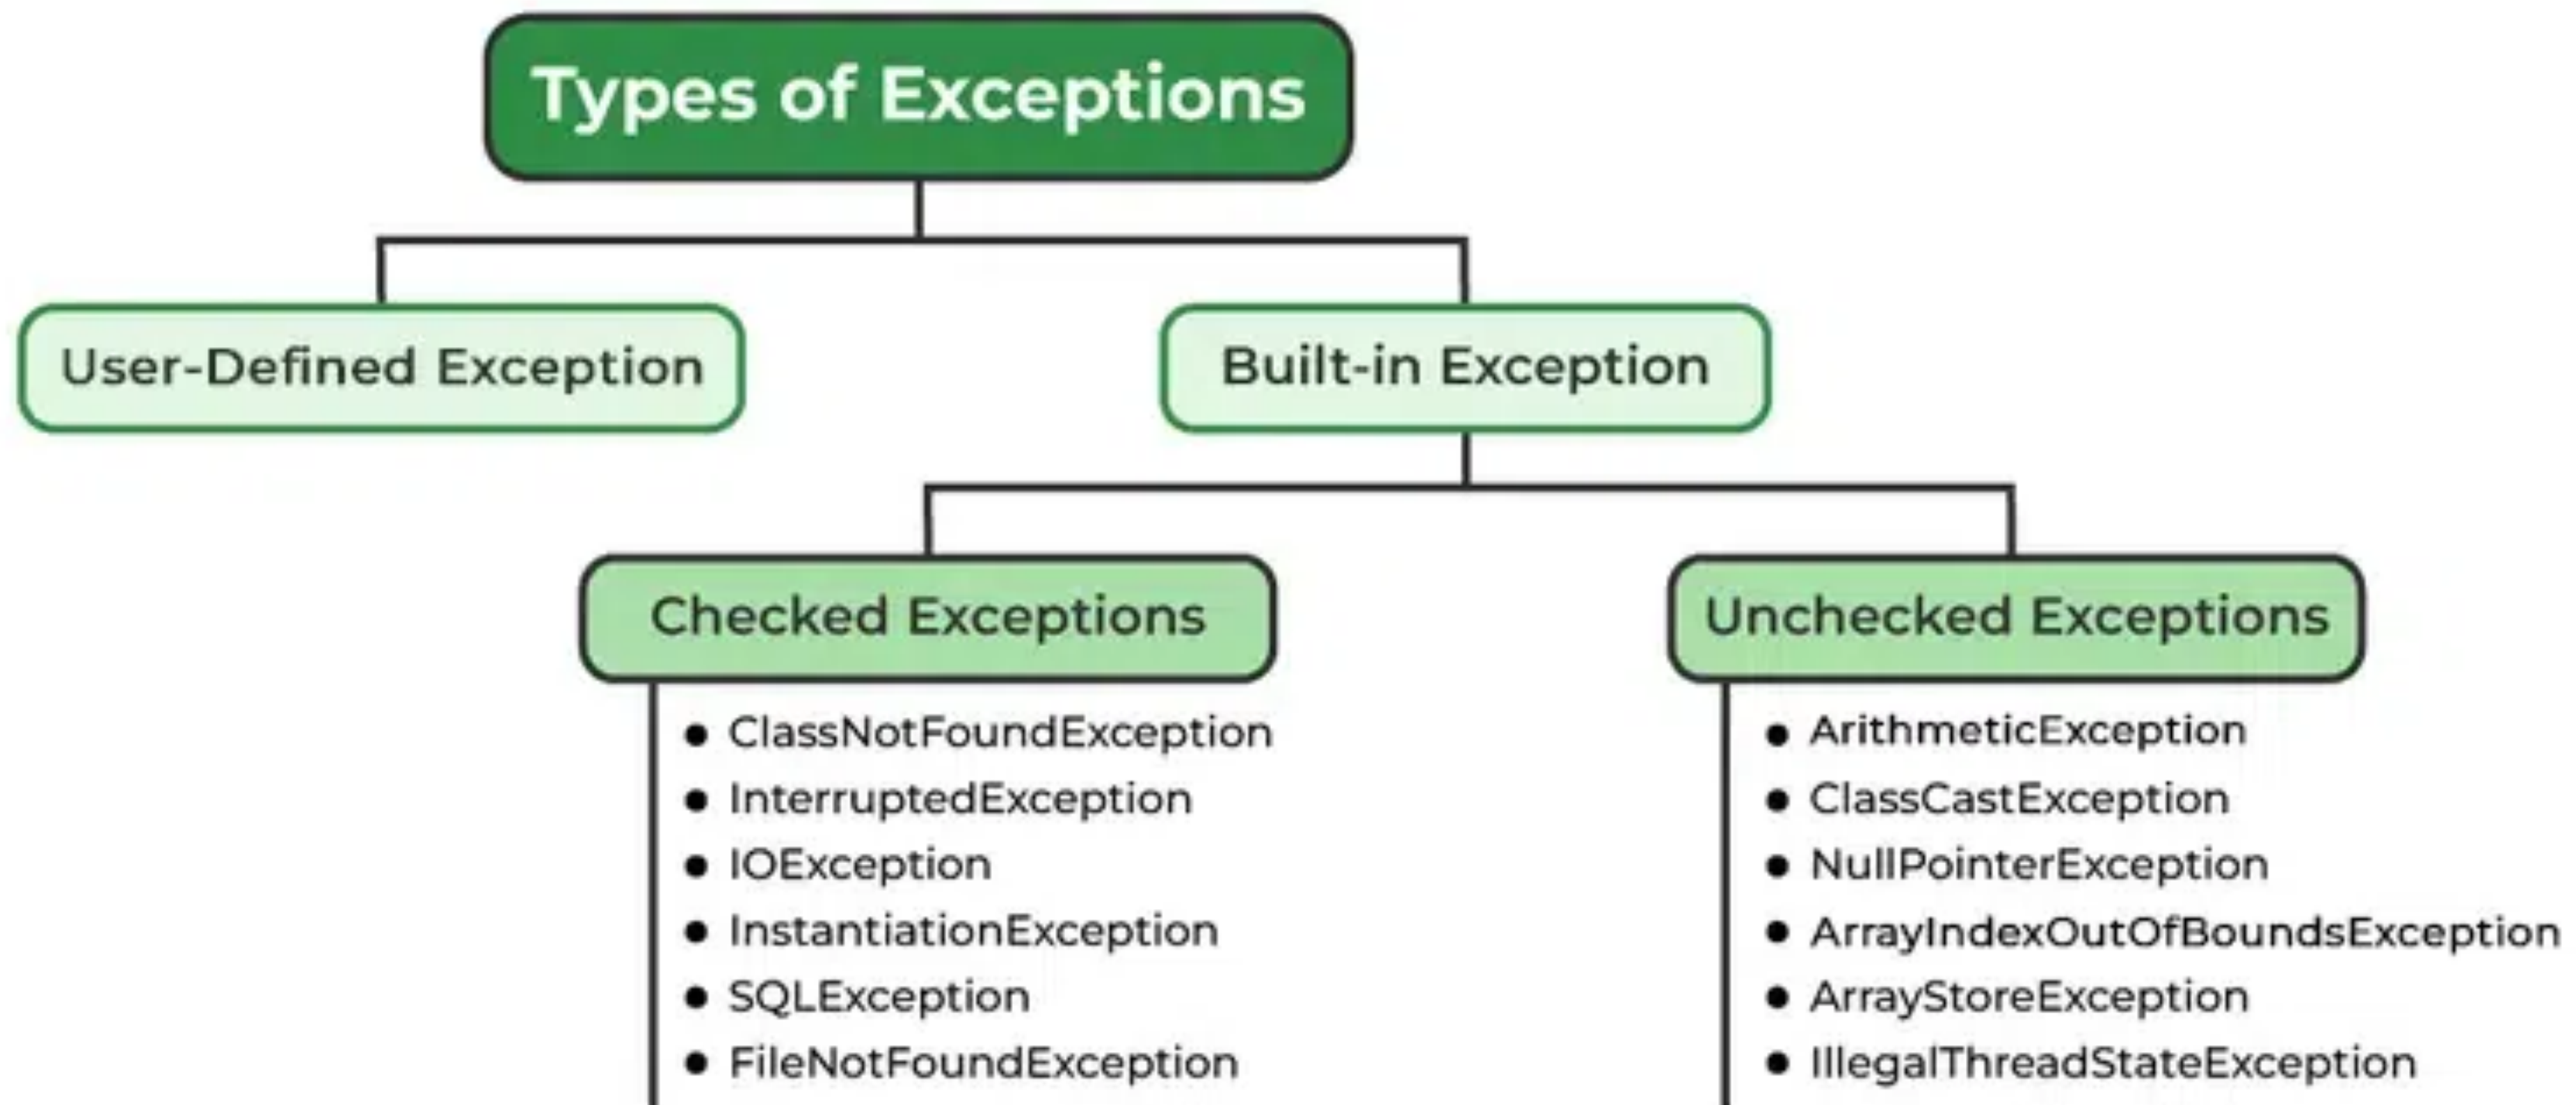 Types of Exceptions
User-Defined Exception
Built-in Exception
Checked Exceptions
ClassNotFoundException
InterruptedException
IOException
InstantiationException
SQLException
FileNotFoundException
Unchecked Exceptions
ArithmeticException
ClassCastException
NullPointerException
ArrayIndexOutOfBoundsException
ArrayStoreException
IllegalThreadStateException